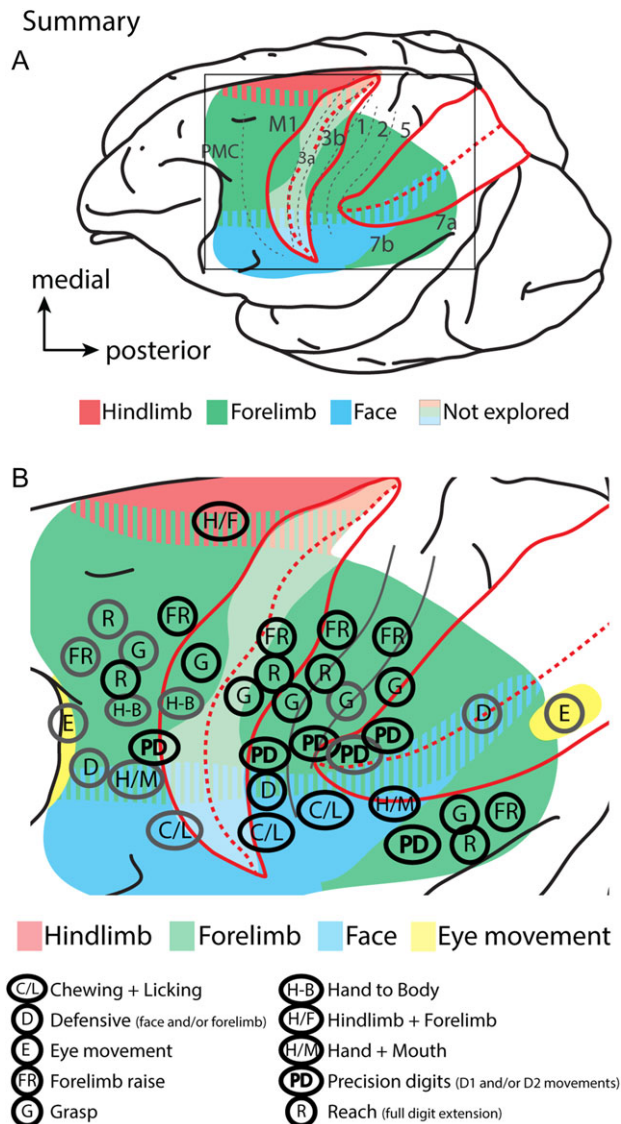 Summary
A
M1
3b
1
2
5
PMC
3a
7a
7b
medial
posterior
Hindlimb Forelimb Face Not explored
B
H/F
R FR FR FR FR
FR G G R R
R G G G G
H-B H-B
E D E
PD PD PD PD PD
D H/M D H/M
C/L C/L C/L G FR
PD R
Hindlimb Forelimb Face Eye movement
C/L Chewing + Licking H-B Hand to Body
D Defensive (face and/or forelimb) H/F Hindlimb + Forelimb
E Eye movement H/M Hand + Mouth
FR Forelimb raise PD Precision digits (D1 and/or D2 movements)
G Grasp R Reach (full digit extension)